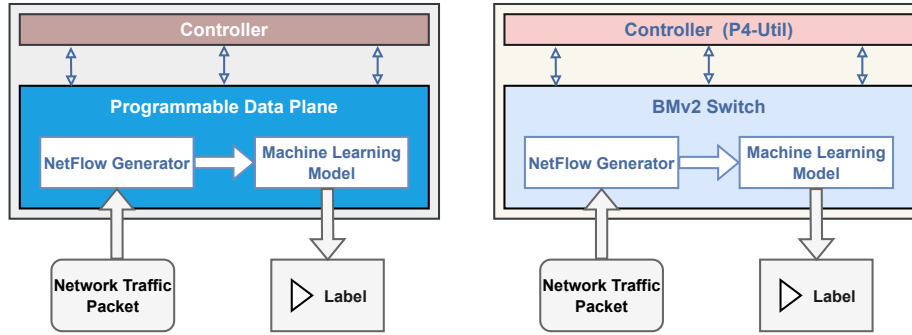 Controller
Programmable Data Plane
NetFlow Generator
Machine Learning
Model
Network Traffic
Packet
Label
Controller (P4-Util)
BMv2 Switch
NetFlow Generator
Machine Learning
Model
Network Traffic
Packet
Label